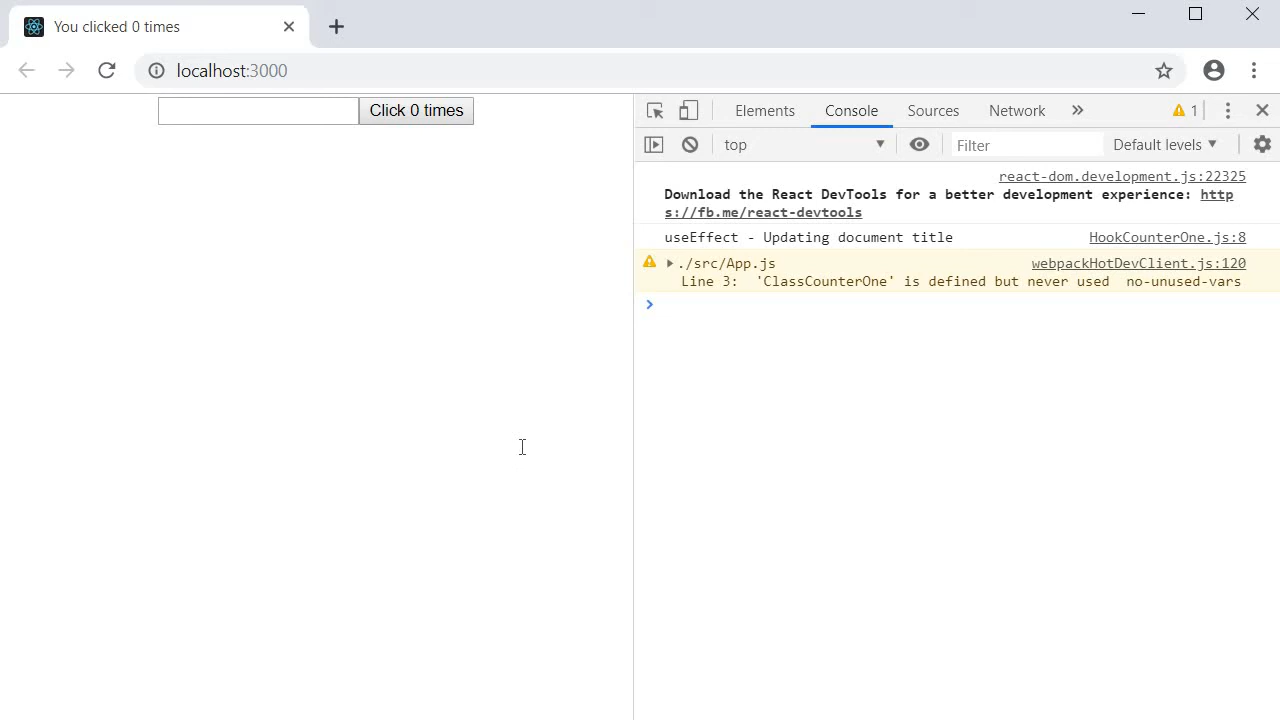 You clicked 0 times
localhost:3000
Click 0 times
Elements Console Sources Network » 1
top Filter Default levels
react-dom.development.js:22325
Download the React DevTools for a better development experience: http
s://fb.me/react-devtools
useEffect - Updating document title HookCounterOne.js:8
./src/App.js webpackHotDevClient.js:120
Line 3: 'ClassCounterOne' is defined but never used no-unused-vars